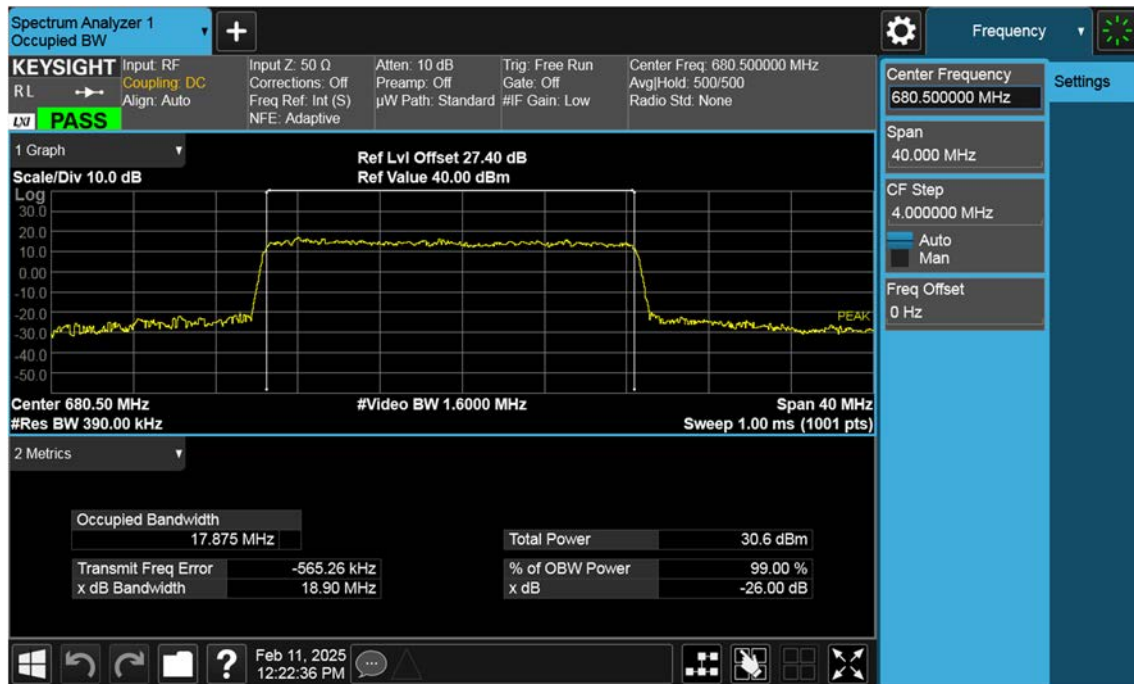 Spectrum Analyzer 1
Occupied BW
Frequency
KEYSIGHT
R L
LXI PASS
Input: RF
Coupling: DC
Align: Auto
Input Z: 50 Ω
Corrections: Off
Freq Ref: Int (S)
NFE: Adaptive
Atten: 10 dB
Preamp: Off
µW Path: Standard
Trig: Free Run
Gate: Off
#IF Gain: Low
Center Freq: 680.500000 MHz
Avg|Hold: 500/500
Radio Std: None
Center Frequency
680.500000 MHz
Settings
Span
40.000 MHz
CF Step
4.000000 MHz
Auto
Man
Freq Offset
0 Hz
1 Graph
Scale/Div 10.0 dB
Ref Lvl Offset 27.40 dB
Ref Value 40.00 dBm
Log
30.0
20.0
10.0
0.00
-10.0
-20.0
-30.0
-40.0
-50.0
PEAK
Center 680.50 MHz
#Video BW 1.6000 MHz
Span 40 MHz
#Res BW 390.00 kHz
Sweep 1.00 ms (1001 pts)
2 Metrics
Occupied Bandwidth
17.875 MHz
Total Power 30.6 dBm
Transmit Freq Error -565.26 kHz
% of OBW Power 99.00 %
x dB Bandwidth 18.90 MHz
x dB -26.00 dB
?
Feb 11, 2025
12:22:36 PM